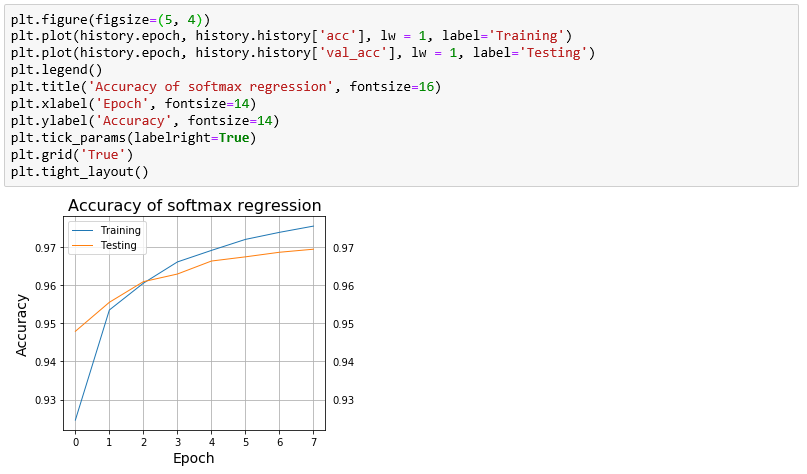 plt.figure(figsize=(5, 4))
plt.plot(history.epoch, history.history['acc'], lw = 1, label='Training')
plt.plot(history.epoch, history.history['val_acc'], lw = 1, label='Testing')
plt.legend()
plt.title('Accuracy of softmax regression', fontsize=16)
plt.xlabel('Epoch', fontsize=14)
plt.ylabel('Accuracy', fontsize=14)
plt.tick_params(labelright=True)
plt.grid('True')
plt.tight_layout()
Accuracy of softmax regression
Training
Testing
0.97 0.97
0.96 0.96
0.95 0.95
0.94 0.94
0.93 0.93
Accuracy
0 1 2 3 4 5 6 7
Epoch